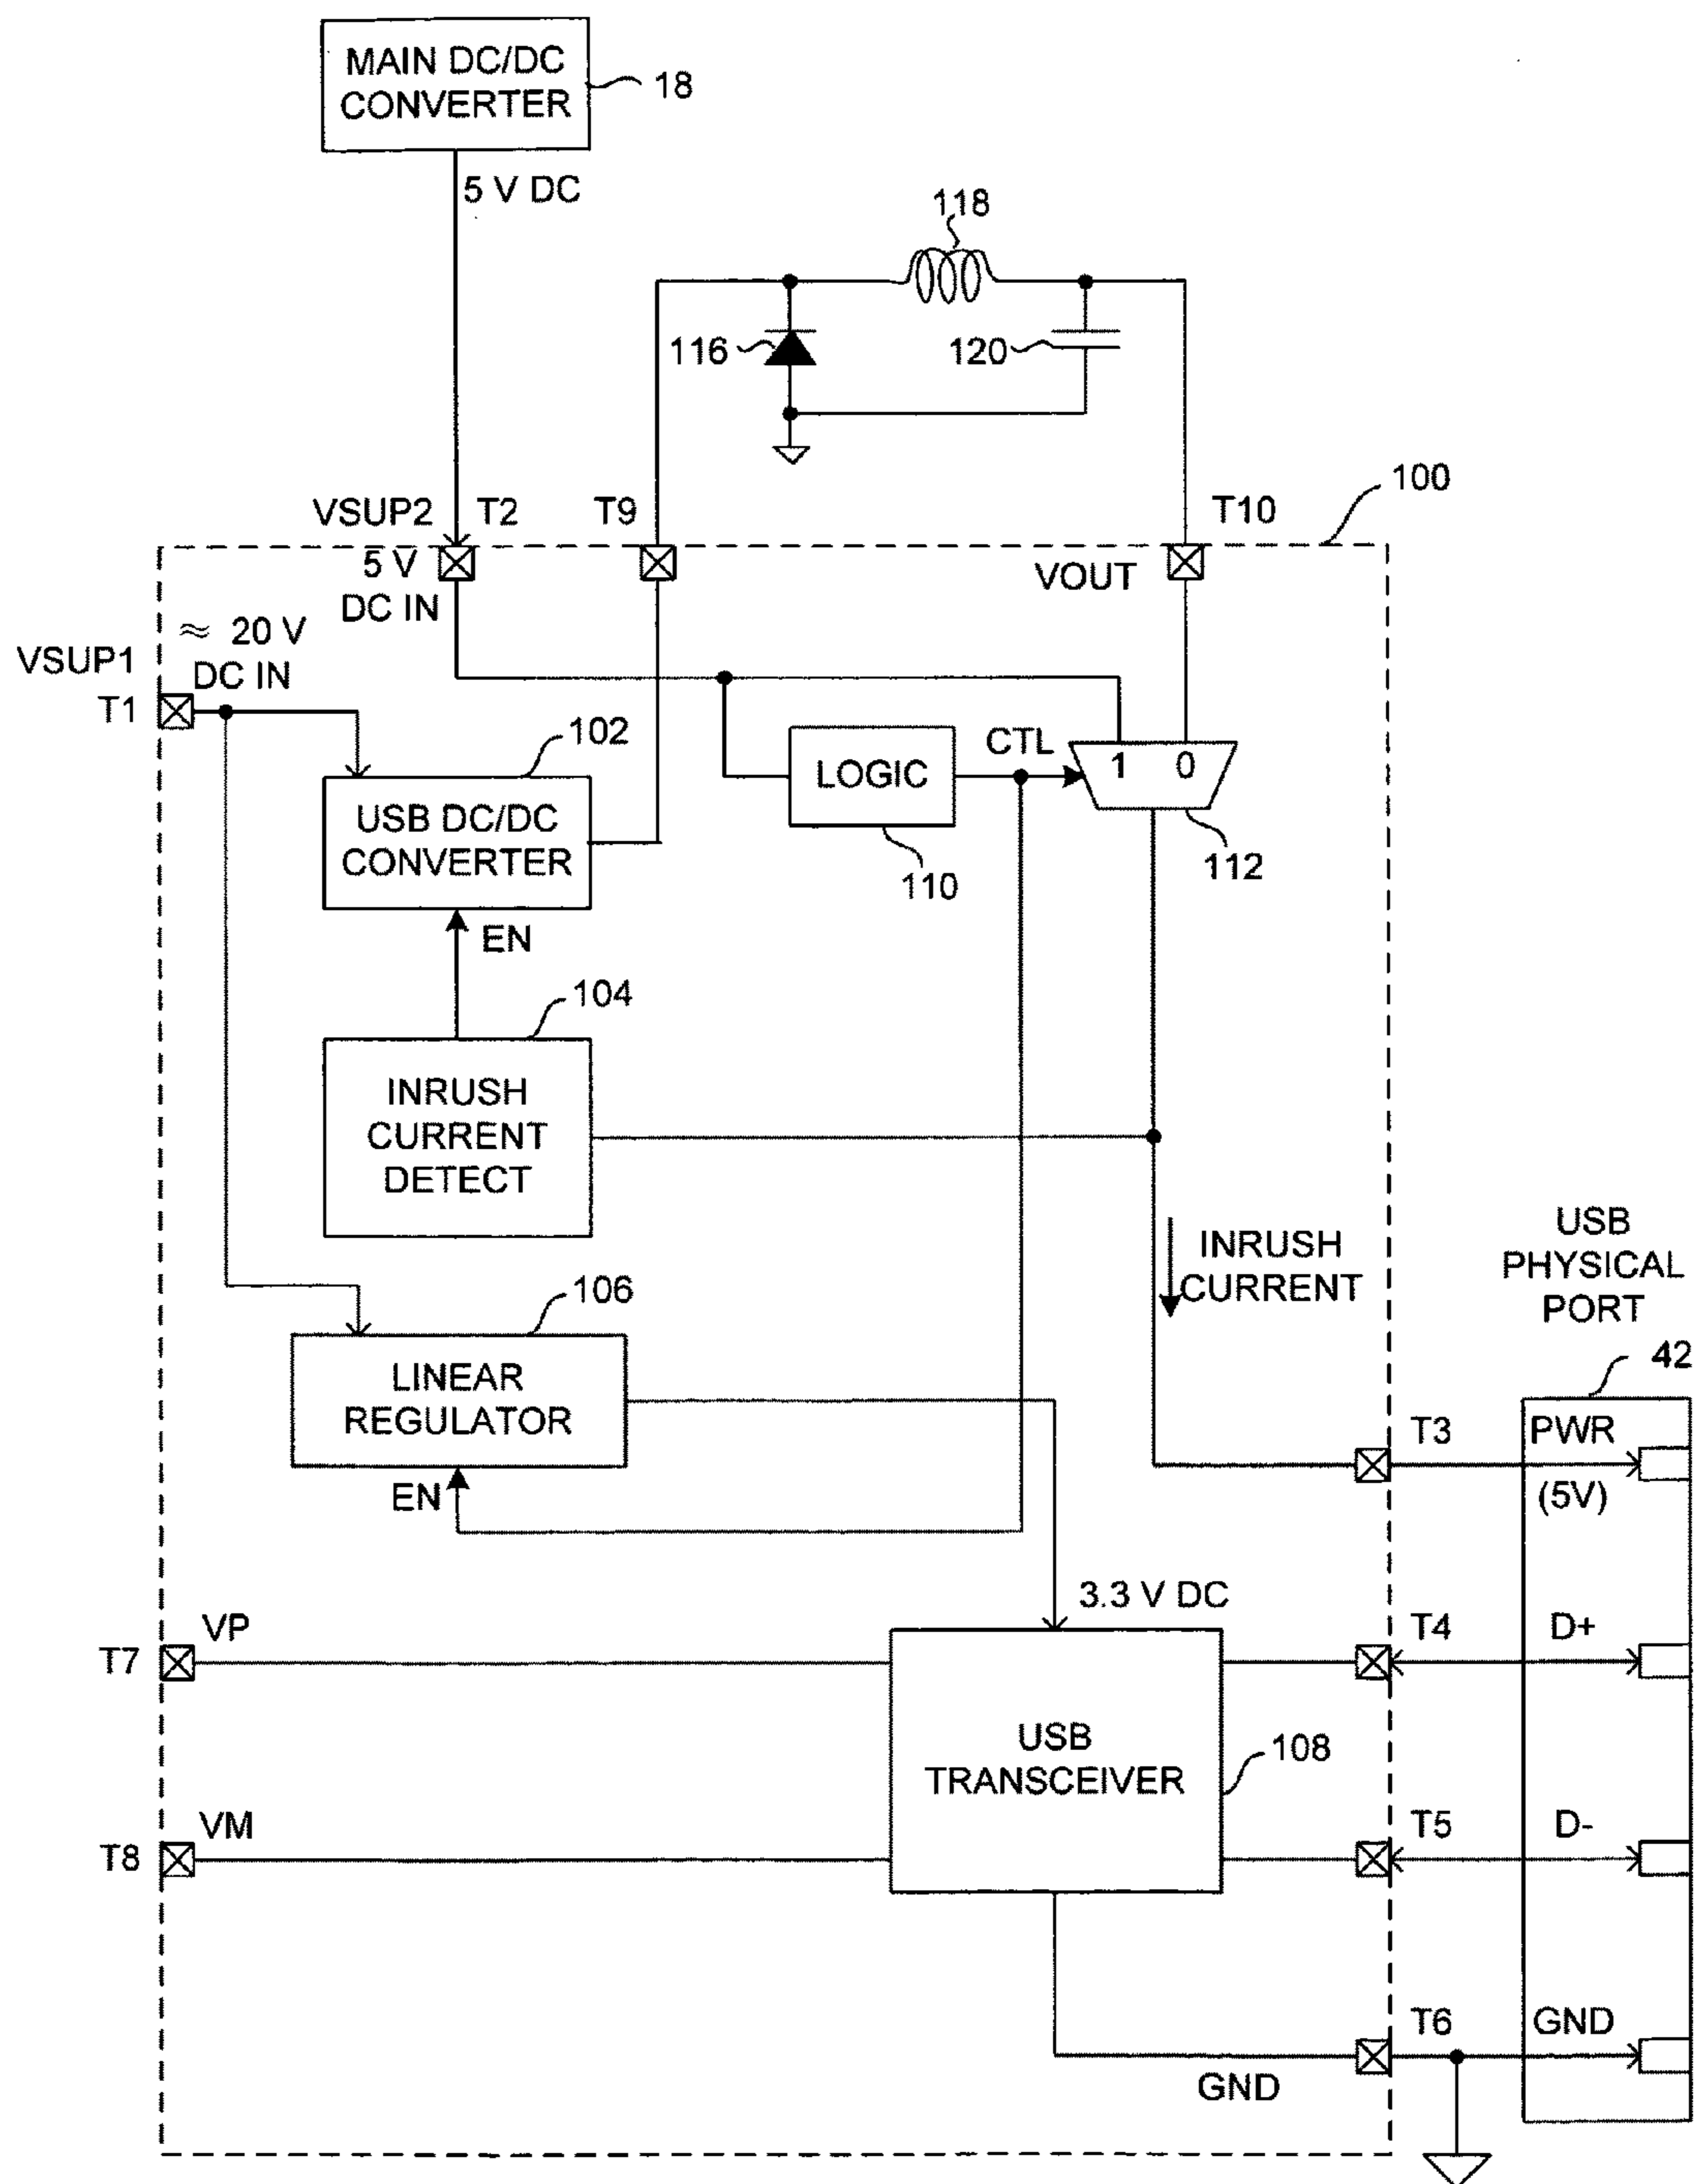 MAIN DC/DC
CONVERTER
18
5 V DC
118
116
120
100
VSUP2
T2
T9
T10
5 V
DC IN
VOUT
≈ 20 V
DC IN
VSUP1
T1
102
USB DC/DC
CONVERTER
LOGIC
CTL
1
0
110
112
EN
104
INRUSH
CURRENT
DETECT
INRUSH
CURRENT
USB
PHYSICAL
PORT
42
106
LINEAR
REGULATOR
EN
T3
PWR
(5V)
3.3 V DC
VP
T7
T4
D+
USB
TRANSCEIVER
108
VM
T8
T5
D-
T6
GND
GND